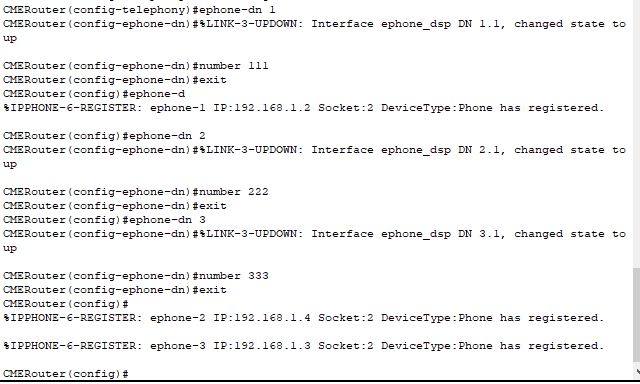 CMERouter(config-telephony)#ephone-dn 1
CMERouter(config-ephone-dn)#%LINK-3-UPDOWN: Interface ephone_dsp DN 1.1, changed state to
up
CMERouter(config-ephone-dn)#number 111
CMERouter(config-ephone-dn)#exit
CMERouter(config)#ephone-d
%IPPHONE-6-REGISTER: ephone-1 IP:192.168.1.2 Socket:2 DeviceType:Phone has registered.
CMERouter(config)#ephone-dn 2
CMERouter(config-ephone-dn)#%LINK-3-UPDOWN: Interface ephone_dsp DN 2.1, changed state to
up
CMERouter(config-ephone-dn)#number 222
CMERouter(config-ephone-dn)#exit
CMERouter(config)#ephone-dn 3
CMERouter(config-ephone-dn)#%LINK-3-UPDOWN: Interface ephone_dsp DN 3.1, changed state to
up
CMERouter(config-ephone-dn)#number 333
CMERouter(config-ephone-dn)#exit
CMERouter(config)#
%IPPHONE-6-REGISTER: ephone-2 IP:192.168.1.4 Socket:2 DeviceType:Phone has registered.
%IPPHONE-6-REGISTER: ephone-3 IP:192.168.1.3 Socket:2 DeviceType:Phone has registered.
CMERouter(config)#